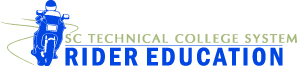 SC TECHNICAL COLLEGE SYSTEM
RIDER EDUCATION